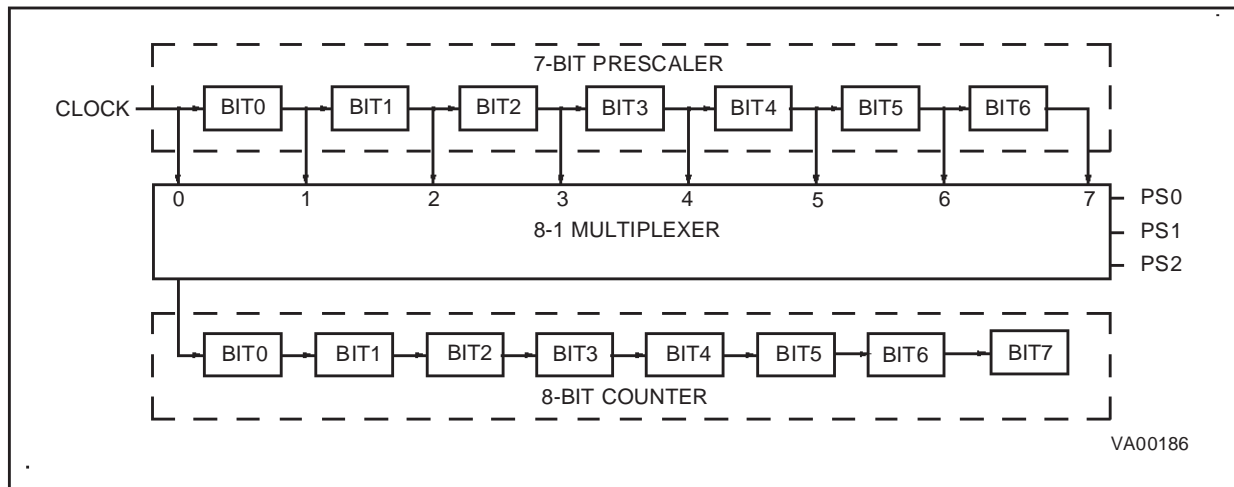 7-BIT PRESCALER
CLOCK BIT0 BIT1 BIT2 BIT3 BIT4 BIT5 BIT6
0 1 2 3 4 5 6 7 PS0
8-1 MULTIPLEXER PS1
PS2
BIT0 BIT1 BIT2 BIT3 BIT4 BIT5 BIT6 BIT7
8-BIT COUNTER
VA00186